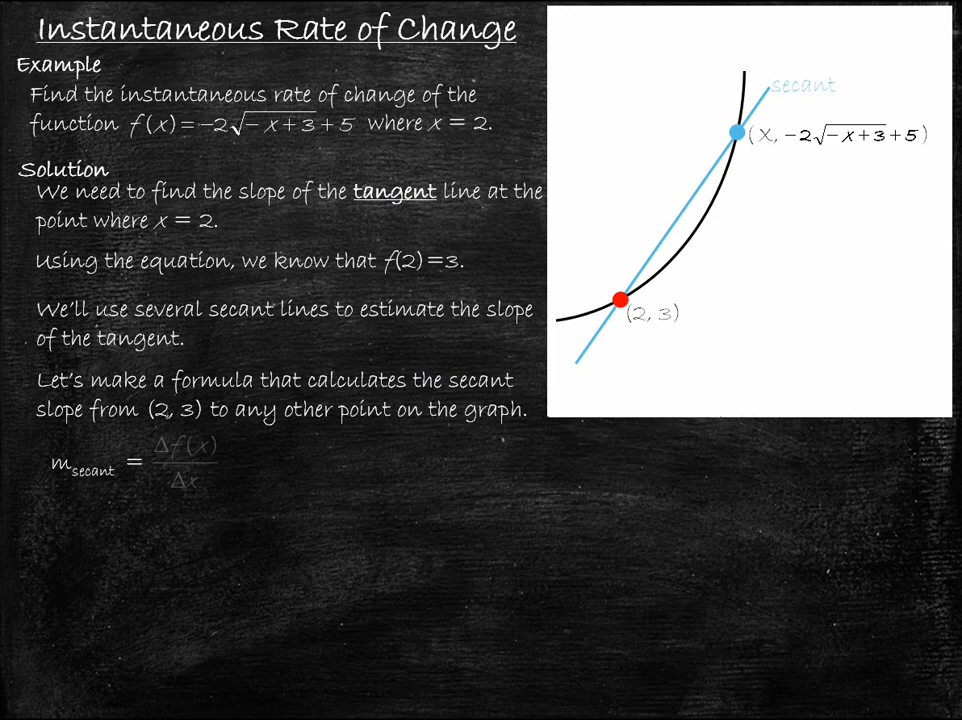 Instantaneous Rate of Change
Example
Find the instantaneous rate of change of the
function f(x) = −2√(−x+3) + 5 where x = 2.
Solution
We need to find the slope of the tangent line at the
point where x = 2.
Using the equation, we know that f(2) = 3.
We'll use several secant lines to estimate the slope
of the tangent.
Let's make a formula that calculates the secant
slope from (2, 3) to any other point on the graph.
m_secant = Δf(x)/Δx
secant
(X, −2√(−x+3) + 5)
(2, 3)